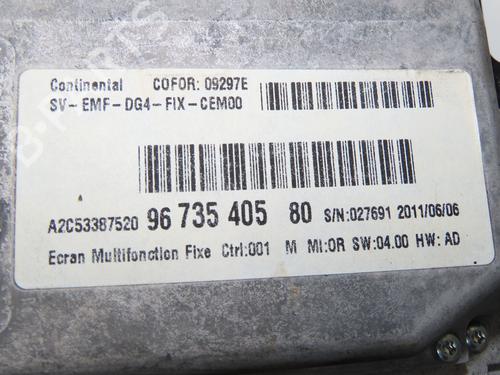 Continental COFOR: 09297E
SV-EMF-DG4-FIX-CEM00
A2C53387520 96 735 405 80 S/N:027691 2011/06/06
Ecran Multifonction Fixe Ctrl:001 M MI:OR SW:04.00 HW: AD